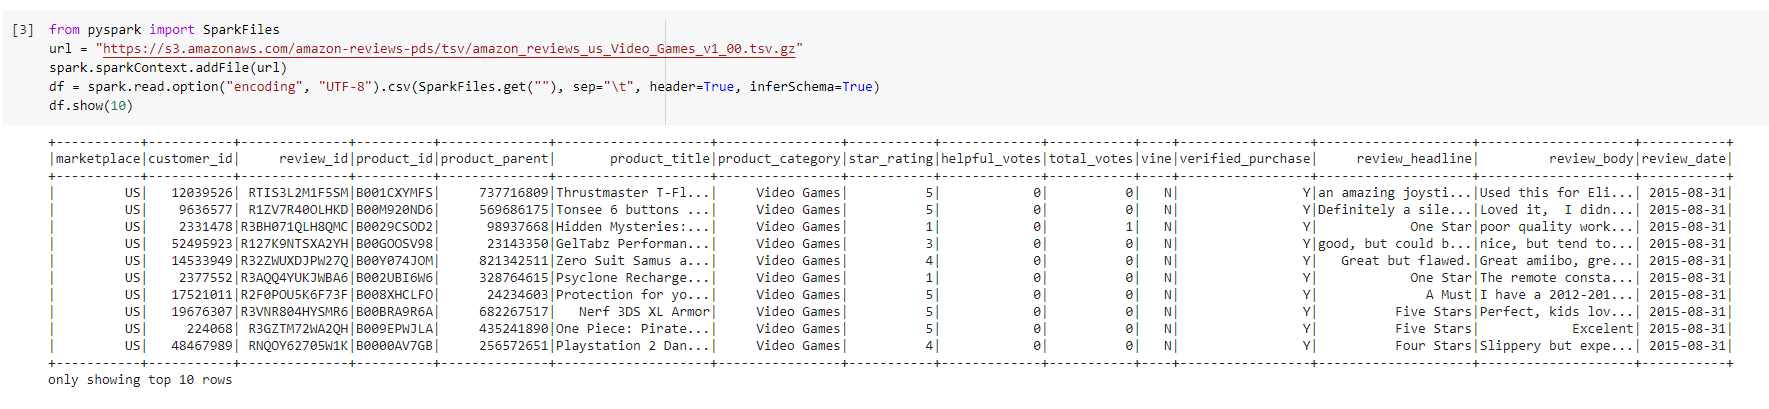 [3] from pyspark import SparkFiles
url = "https://s3.amazonaws.com/amazon-reviews-pds/tsv/amazon_reviews_us_Video_Games_v1_00.tsv.gz"
spark.sparkContext.addFile(url)
df = spark.read.option("encoding", "UTF-8").csv(SparkFiles.get(""), sep="\t", header=True, inferSchema=True)
df.show(10)
+-----------+-----------+--------------+----------+--------------+--------------------+----------------+-----------+-------------+-----------+----+-----------------+--------------------+--------------------+-----------+
|marketplace|customer_id|     review_id|product_id|product_parent|       product_title|product_category|star_rating|helpful_votes|total_votes|vine|verified_purchase|     review_headline|         review_body|review_date|
+-----------+-----------+--------------+----------+--------------+--------------------+----------------+-----------+-------------+-----------+----+-----------------+--------------------+--------------------+-----------+
|         US|   12039526| RTIS3L2M1F5SM|B001CXYMFS|     737716809|Thrustmaster T-Fl...|     Video Games|          5|            0|          0|   N|                Y|an amazing joysti...|Used this for Eli...| 2015-08-31|
|         US|    9636577| R1ZV7R40OLHKD|B00M920ND6|     569686175|Tonsee 6 buttons ...|     Video Games|          5|            0|          0|   N|                Y|Definitely a sile...|Loved it,  I didn...| 2015-08-31|
|         US|    2331478|R3BH071QLH8QMC|B0029CSOD2|      98937668|Hidden Mysteries:...|     Video Games|          1|            0|          1|   N|                Y|            One Star|poor quality work...| 2015-08-31|
|         US|   52495923|R127K9NTSXA2YH|B00GOOSV98|      23143350|GelTabz Performan...|     Video Games|          3|            0|          0|   N|                Y|good, but could b...|nice, but tend to...| 2015-08-31|
|         US|   14533949|R32ZWUXDJPW27Q|B00Y074JOM|     821342511|Zero Suit Samus a...|     Video Games|          4|            0|          0|   N|                Y|   Great but flawed.|Great amiibo, gre...| 2015-08-31|
|         US|    2377552|R3AQQ4YUKJWBA6|B002UBI6W6|     328764615|Psyclone Recharge...|     Video Games|          1|            0|          0|   N|                Y|            One Star|The remote consta...| 2015-08-31|
|         US|   17521011|R2F0POU5K6F73F|B008XHCLFO|      24234603|Protection for yo...|     Video Games|          5|            0|          0|   N|                Y|              A Must|I have a 2012-201...| 2015-08-31|
|         US|   19676307|R3VNR804HYSMR6|B00BRA9R6A|     682267517|   Nerf 3DS XL Armor|     Video Games|          5|            0|          0|   N|                Y|          Five Stars|Perfect, kids lov...| 2015-08-31|
|         US|     224068| R3GZTM72WA2QH|B009EPWJLA|     435241890|One Piece: Pirate...|     Video Games|          5|            0|          0|   N|                Y|          Five Stars|            Excelent| 2015-08-31|
|         US|   48467989| RNQOY62705W1K|B0000AV7GB|     256572651|Playstation 2 Dan...|     Video Games|          4|            0|          0|   N|                Y|          Four Stars|Slippery but expe...| 2015-08-31|
+-----------+-----------+--------------+----------+--------------+--------------------+----------------+-----------+-------------+-----------+----+-----------------+--------------------+--------------------+-----------+
only showing top 10 rows